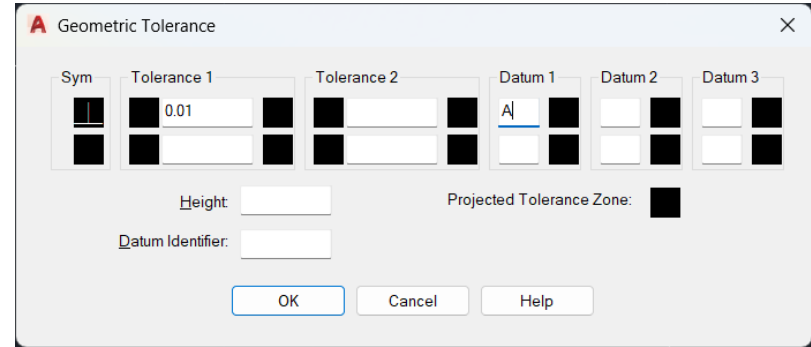 Geometric Tolerance
Sym Tolerance 1 Tolerance 2 Datum 1 Datum 2 Datum 3
0.01 A
Height:
Projected Tolerance Zone:
Datum Identifier:
OK Cancel Help